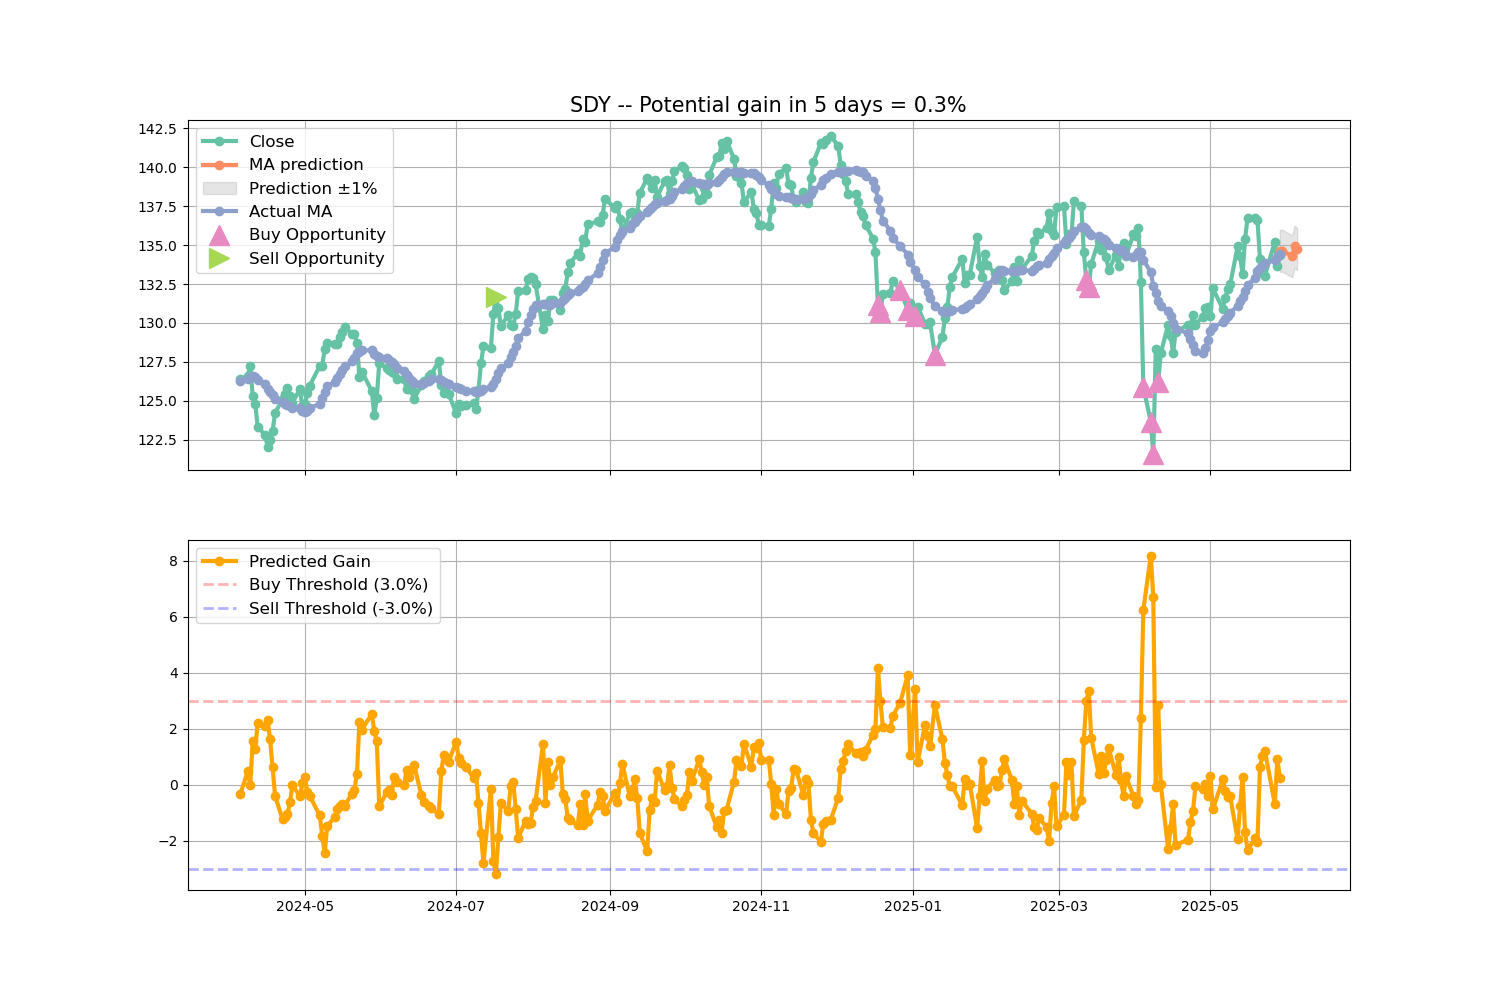 SDY -- Potential gain in 5 days = 0.3%
142.5
140.0
137.5
135.0
132.5
130.0
127.5
125.0
122.5
Close
MA prediction
Prediction ±1%
Actual MA
Buy Opportunity
Sell Opportunity
8
6
4
2
0
−2
Predicted Gain
Buy Threshold (3.0%)
Sell Threshold (-3.0%)
2024-05
2024-07
2024-09
2024-11
2025-01
2025-03
2025-05